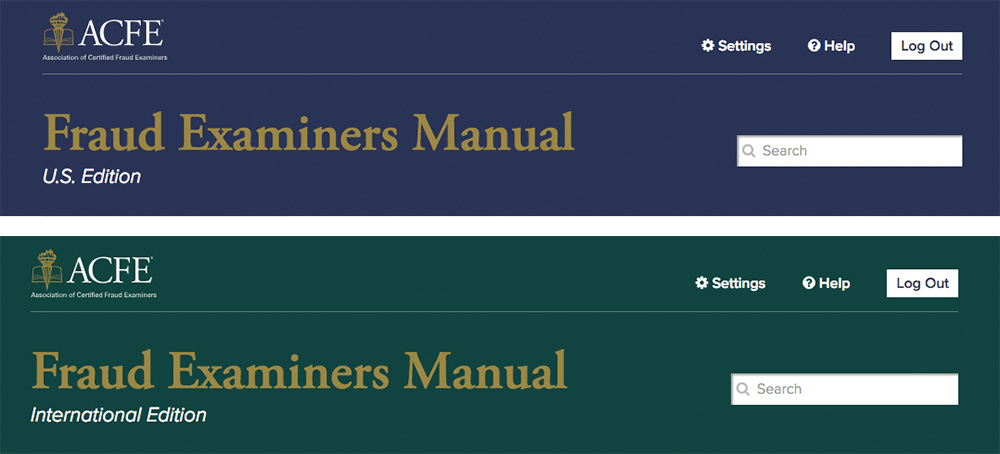 ACFE®
Association of Certified Fraud Examiners
Settings
Help
Log Out
Fraud Examiners Manual
U.S. Edition
Search
ACFE®
Association of Certified Fraud Examiners
Settings
Help
Log Out
Fraud Examiners Manual
International Edition
Search